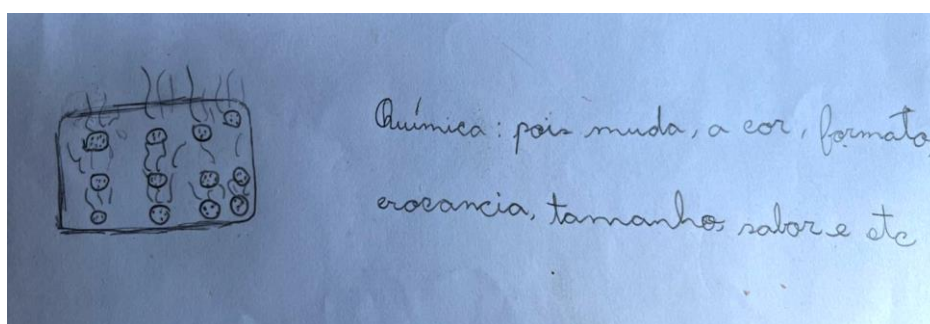 Química: pois muda, a cor, formato,
crocancia, tamanho, sabor e etc